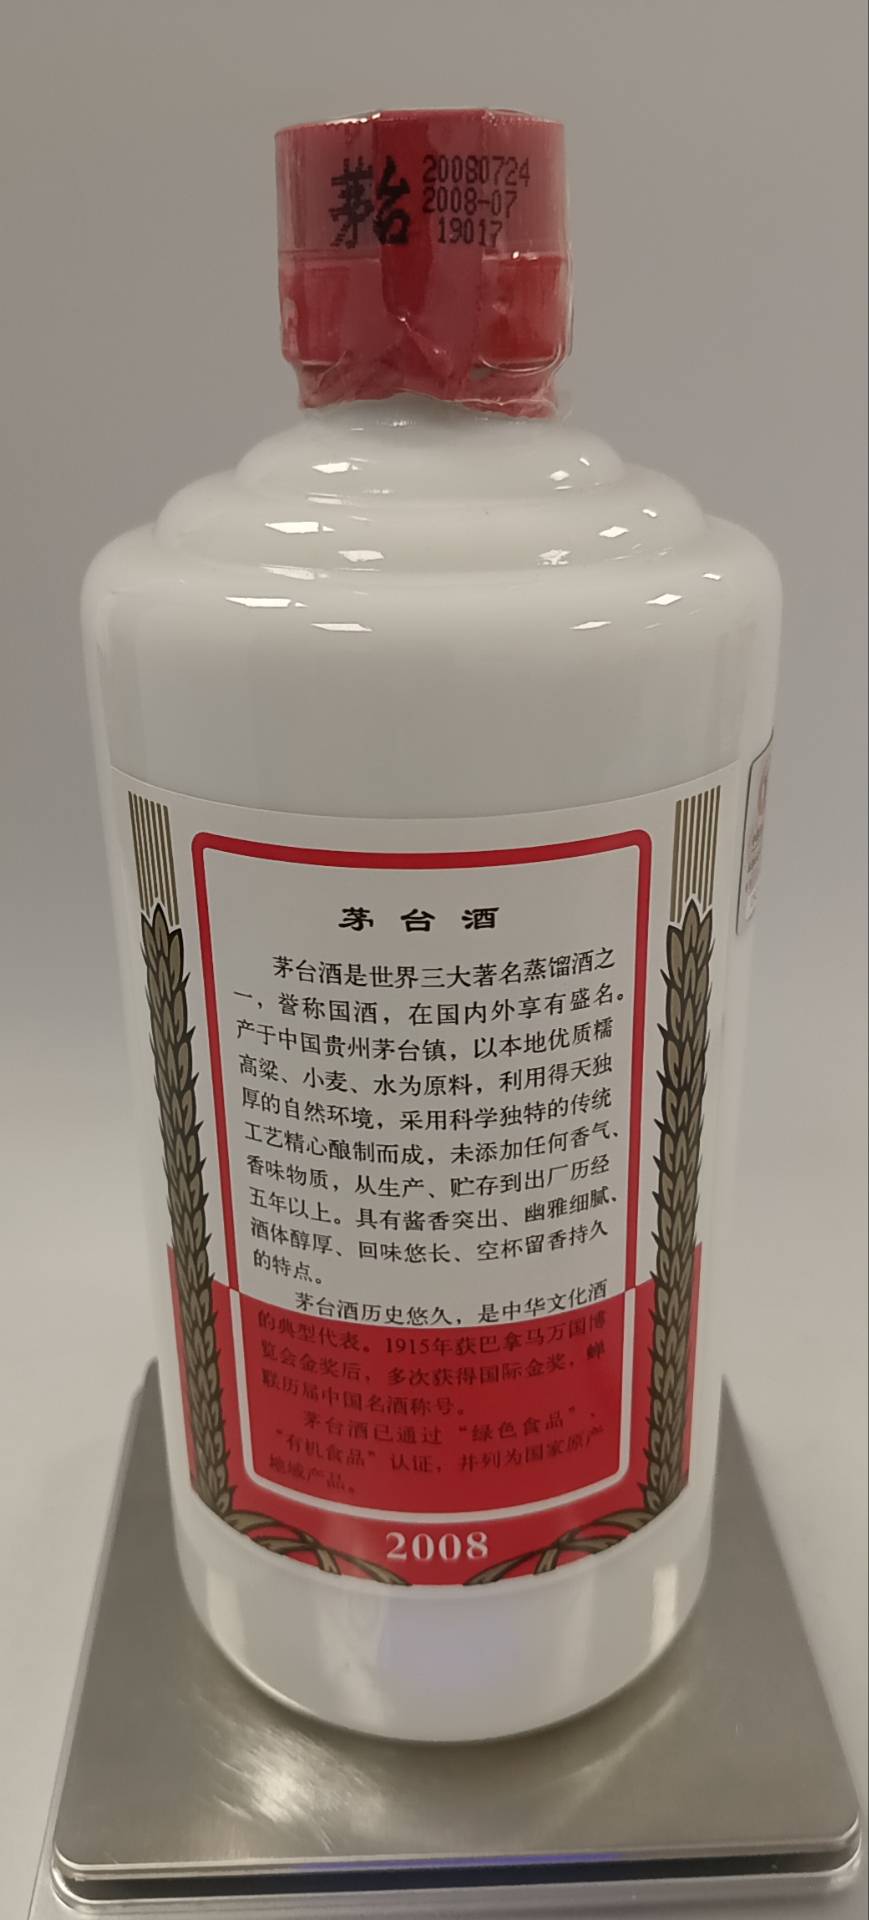 茅台
20080724
2008-07
19017
茅台酒
茅台酒是世界三大著名蒸馏酒之
一，誉称国酒，在国内外享有盛名。
产于中国贵州茅台镇，以本地优质糯
高粱、小麦、水为原料，利用得天独
厚的自然环境，采用科学独特的传统
工艺精心酿制而成，未添加任何香气、
香味物质，从生产、贮存到出厂历经
五年以上。具有酱香突出、幽雅细腻、
酒体醇厚、回味悠长、空杯留香持久
的特点。
茅台酒历史悠久，是中华文化酒
的典型代表。1915年获巴拿马万国博
览会金奖后，多次获得国际金奖，蝉
联历届中国名酒称号。
茅台酒已通过“绿色食品”、
“有机食品”认证，并列为国家原产
地域产品。
2008